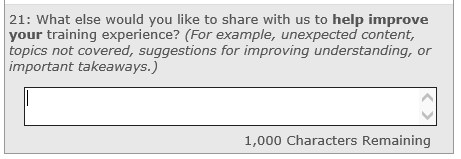 21: What else would you like to share with us to help improve
your training experience? (For example, unexpected content,
topics not covered, suggestions for improving understanding, or
important takeaways.)
1,000 Characters Remaining